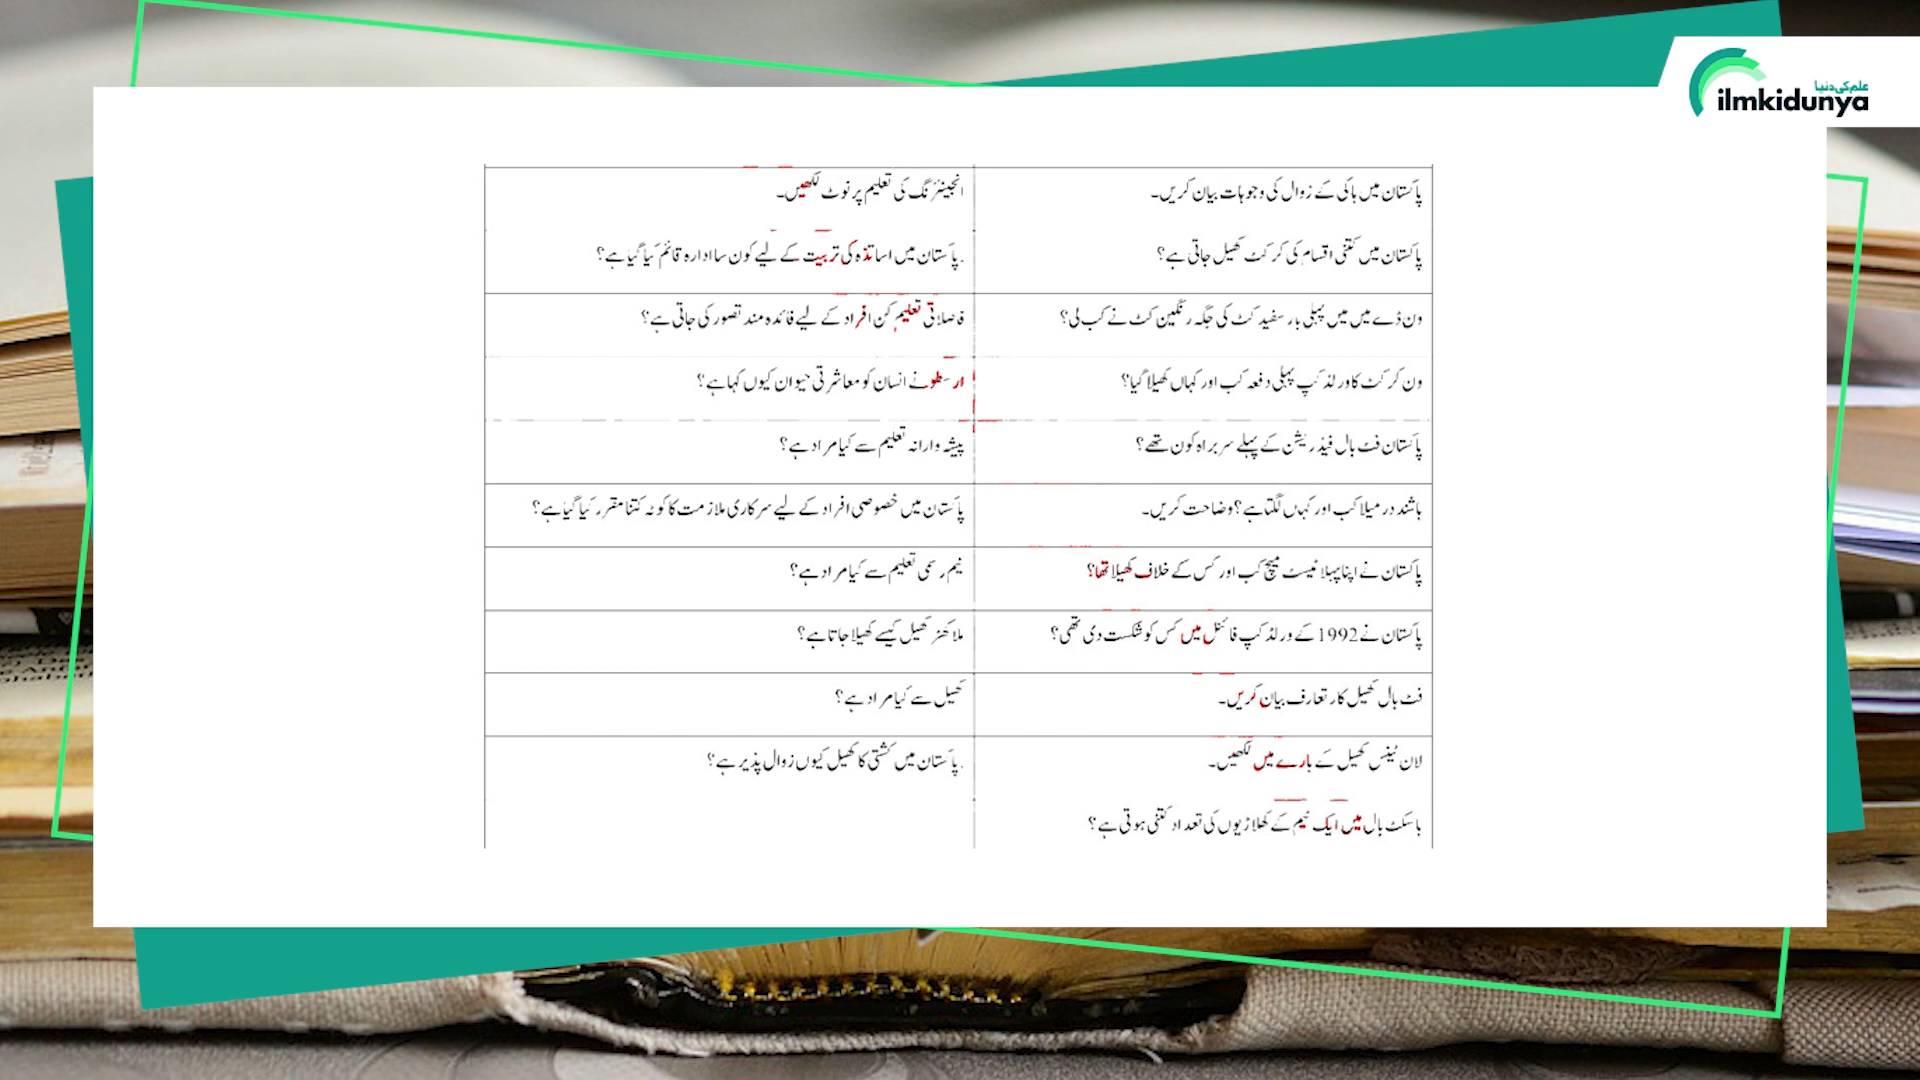 علم کی دنیا
ilmkidunya
پاکستان میں ہاکی کے زوال کی وجوہات بیان کریں۔
انجینئرنگ کی تعلیم پر نوٹ لکھیں۔
پاکستان میں کتنی اقسام کی کرکٹ کھیل جاتی ہے؟
پاکستان میں اساتذہ کی تربیت کے لیے کون سا ادارہ قائم کیا گیا ہے؟
ون ڈے میں میں پہلی بار سفید کٹ کی جگہ رنگین کٹ نے کب لی؟
فاصلاتی تعلیم کن افراد کے لیے فائدہ مند تصور کی جاتی ہے؟
ون کرکٹ کا ورلڈ کپ پہلی دفعہ کب اور کہاں کھیلا گیا؟
ارسطو نے انسان کو معاشرتی حیوان کیوں کہا ہے؟
پاکستان فٹ بال فیڈریشن کے پہلے سربراہ کون تھے؟
پیشہ وارانہ تعلیم سے کیا مراد ہے؟
باشندور میلا کب اور کہاں لگتا ہے؟ وضاحت کریں۔
پاکستان میں خصوصی افراد کے لیے سرکاری ملازمت کا کوٹہ کتنا مقرر کیا گیا ہے؟
پاکستان نے اپنا پہلا ٹیسٹ میچ کب اور کس کے خلاف کھیلا تھا؟
نیم رسمی تعلیم سے کیا مراد ہے؟
پاکستان نے 1992 کے ورلڈ کپ فائنل میں کس کو شکست دی تھی؟
ملاکھڑ کھیل کیسے کھیلا جاتا ہے؟
فٹ بال کھیل کا تعارف بیان کریں۔
کھیل سے کیا مراد ہے؟
لان ٹینس کھیل کے بارے میں لکھیں۔
پاکستان میں کشتی کا کھیل کیوں زوال پذیر ہے؟
باسکٹ بال میں ایک ٹیم کے کھلاڑیوں کی تعداد کتنی ہوتی ہے؟